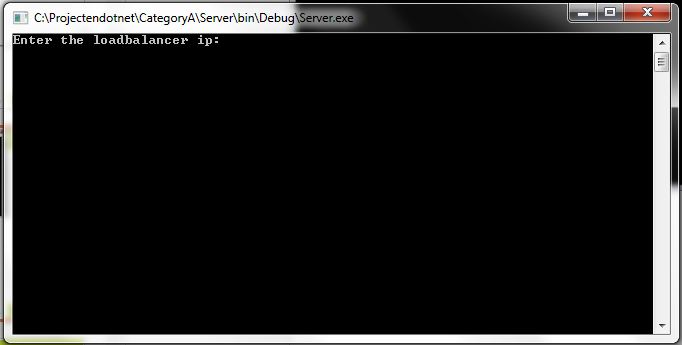 C:\Projectendotnet\CategoryA\Server\bin\Debug\Server.exe
Enter the loadbalancer ip: